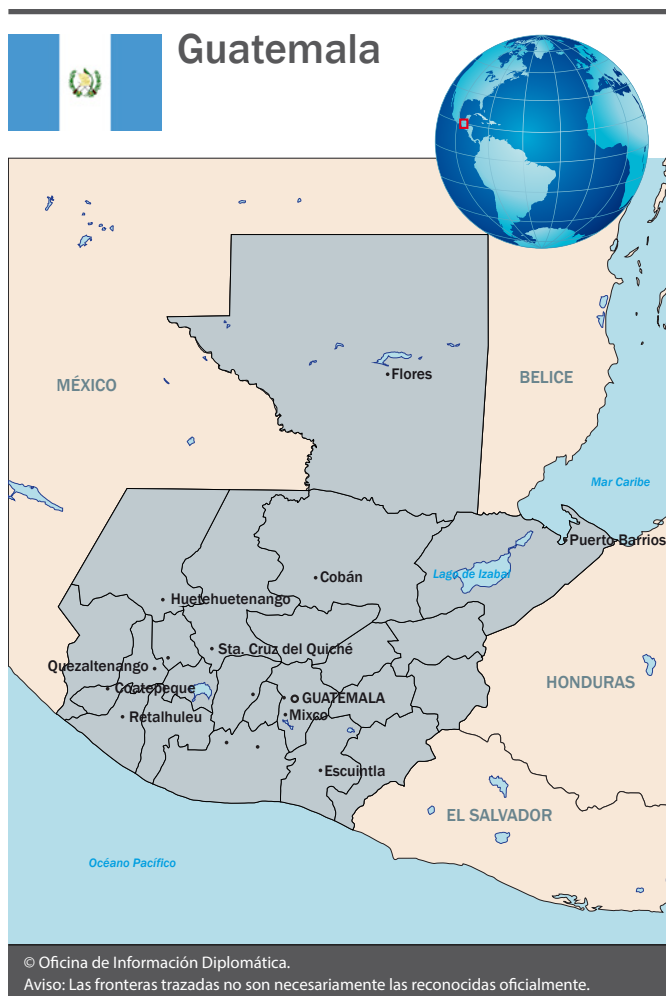 Guatemala
MÉXICO
Flores
BELICE
Mar Caribe
Puerto Barrios
Cobán
Lago de Izabal
Huetehuetenango
Sta. Cruz del Quiché
Quezaltenango
Coatepeque
GUATEMALA
HONDURAS
Retalhuleu
Mixco
Escuintla
EL SALVADOR
Océano Pacífico
© Oficina de Información Diplomática.
Aviso: Las fronteras trazadas no son necesariamente las reconocidas oficialmente.